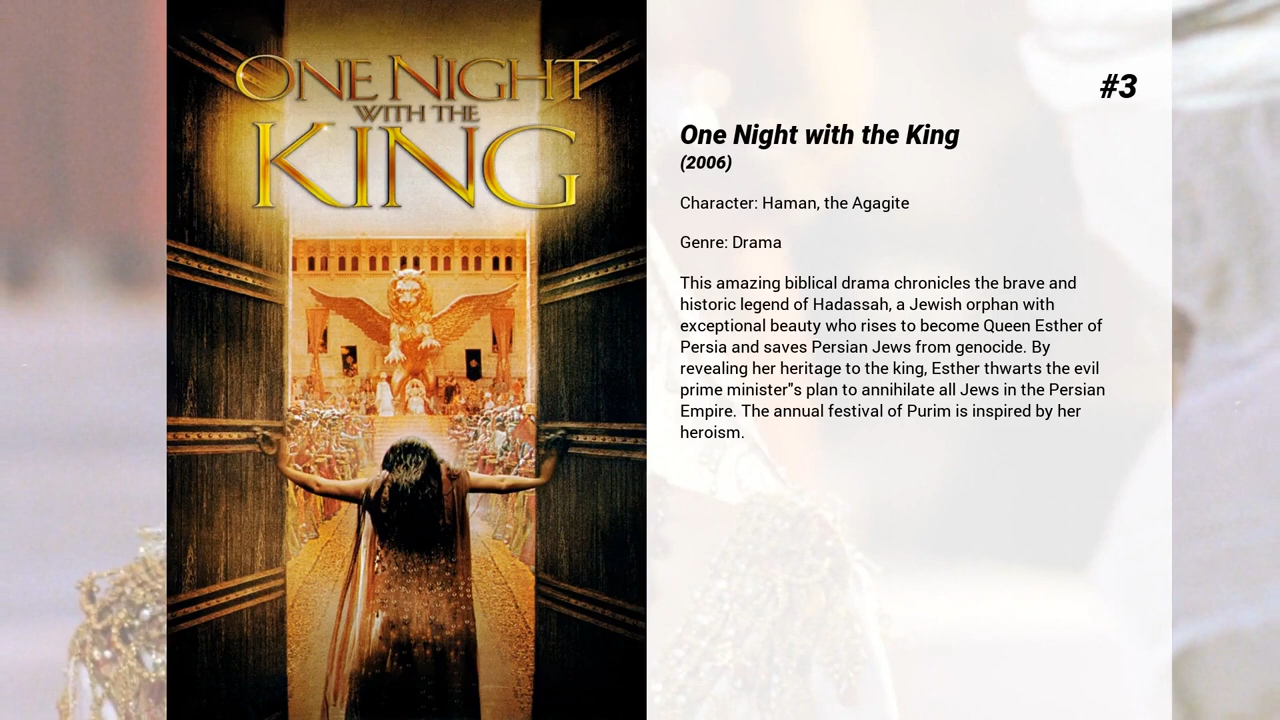 ONE NIGHT
WITH THE
KING
#3
One Night with the King
(2006)
Character: Haman, the Agagite
Genre: Drama
This amazing biblical drama chronicles the brave and
historic legend of Hadassah, a Jewish orphan with
exceptional beauty who rises to become Queen Esther of
Persia and saves Persian Jews from genocide. By
revealing her heritage to the king, Esther thwarts the evil
prime minister"s plan to annihilate all Jews in the Persian
Empire. The annual festival of Purim is inspired by her
heroism.